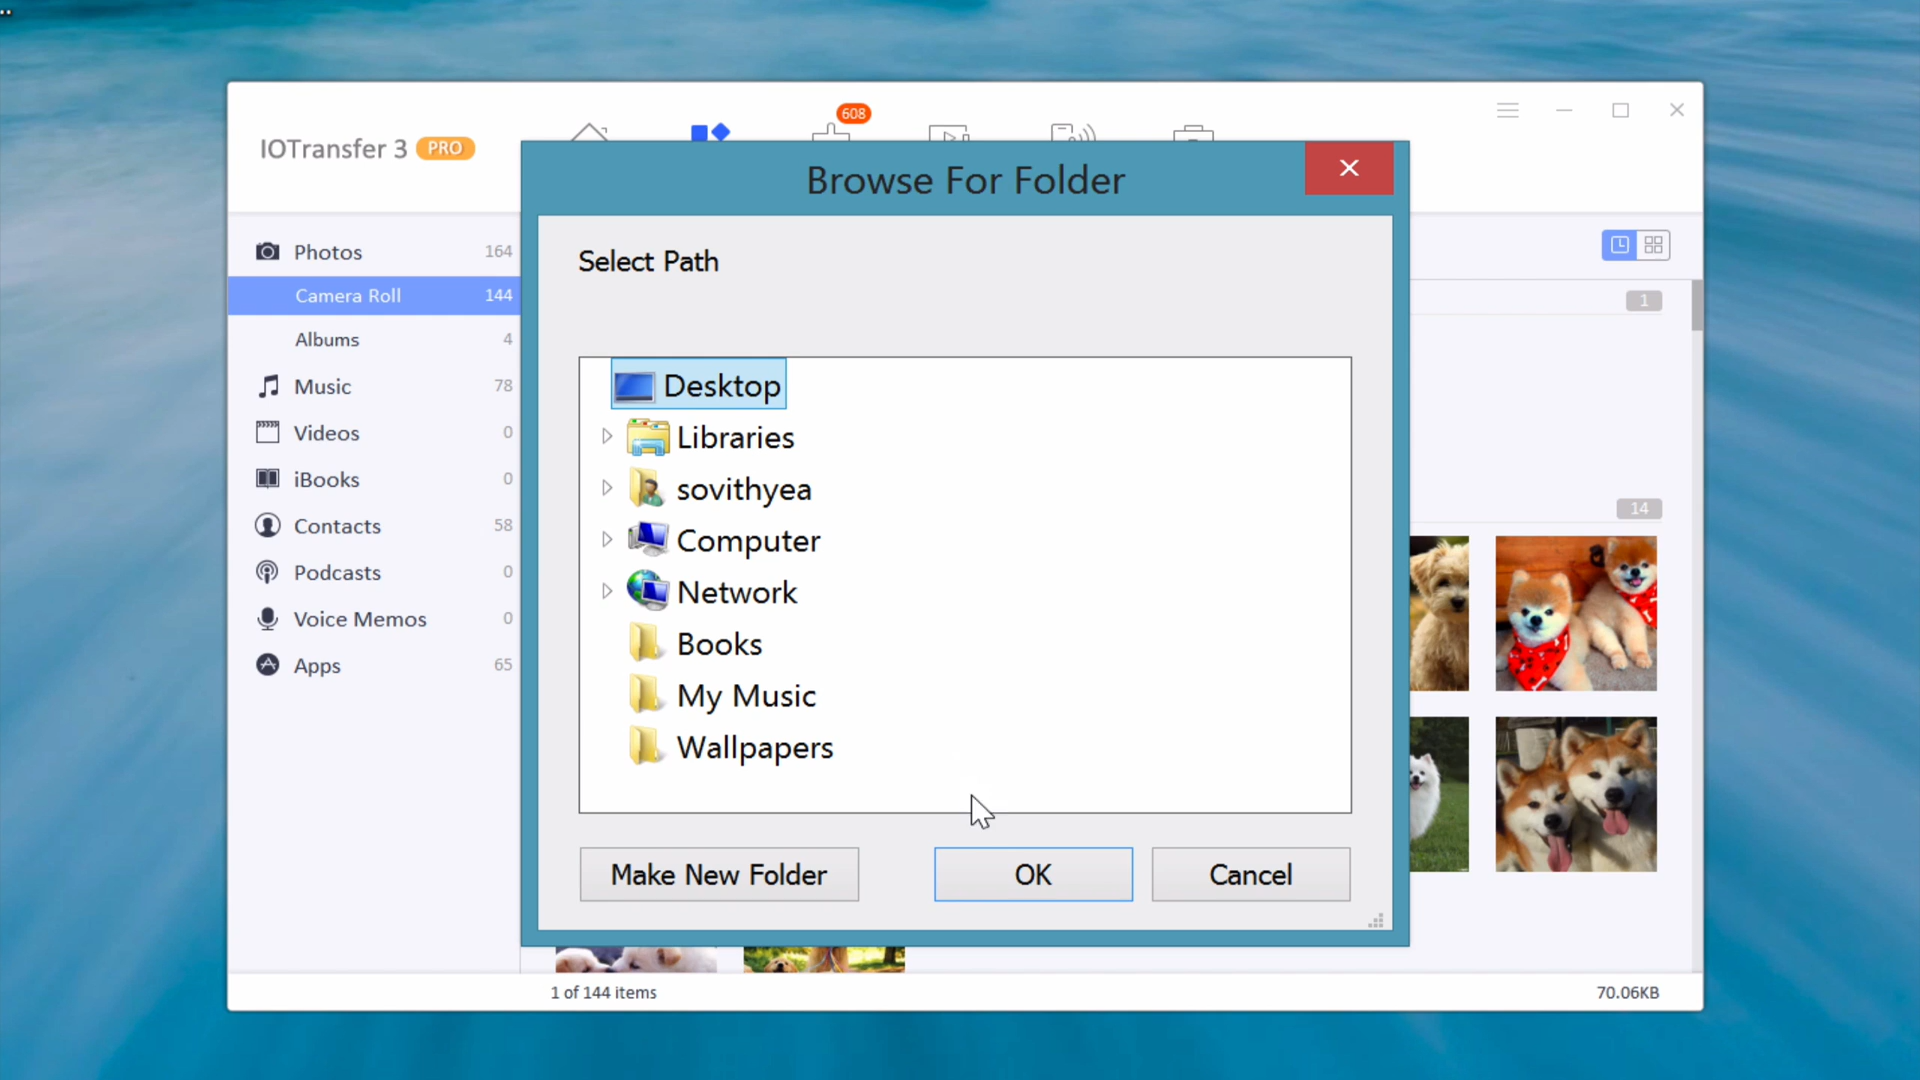 608
IOTransfer 3 PRO
Browse For Folder
Select Path
Photos 164
Camera Roll 144
Albums 4
Music 78
Videos 0
iBooks 0
Contacts 58
Podcasts 0
Voice Memos 0
Apps 65
Desktop
Libraries
sovithyea
Computer
Network
Books
My Music
Wallpapers
Make New Folder OK Cancel
1
14
1 of 144 items 70.06KB